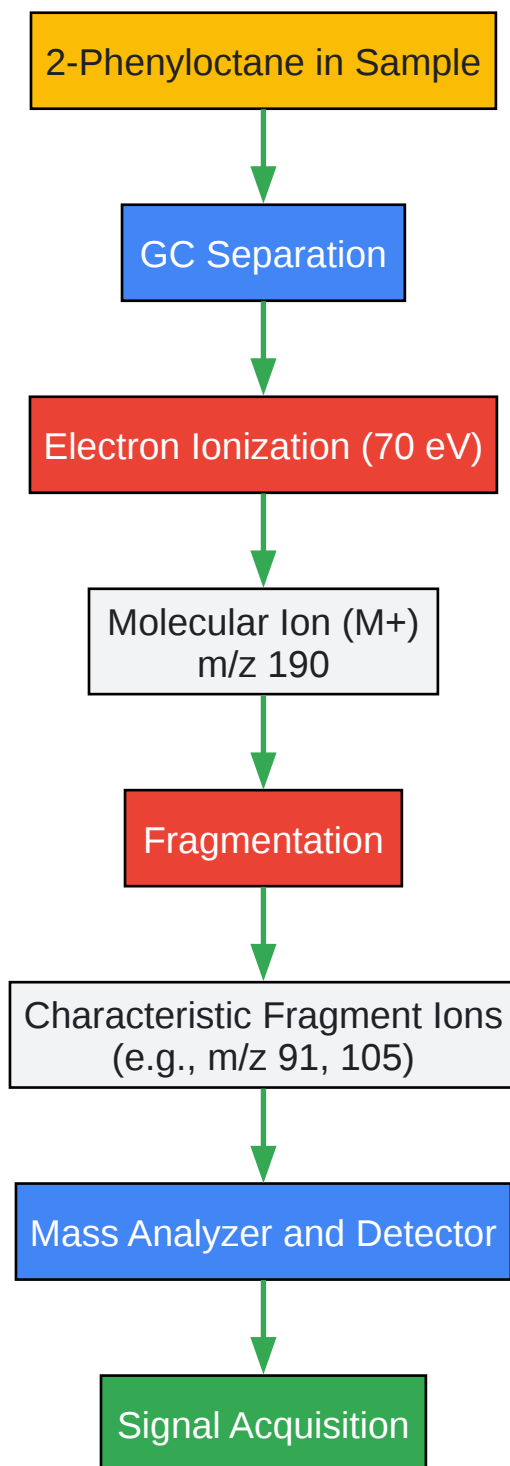 2-Phenyloctane in Sample
GC Separation
Electron Ionization (70 eV)
Molecular Ion (M+)
m/z 190
Fragmentation
Characteristic Fragment Ions
(e.g., m/z 91, 105)
Mass Analyzer and Detector
Signal Acquisition